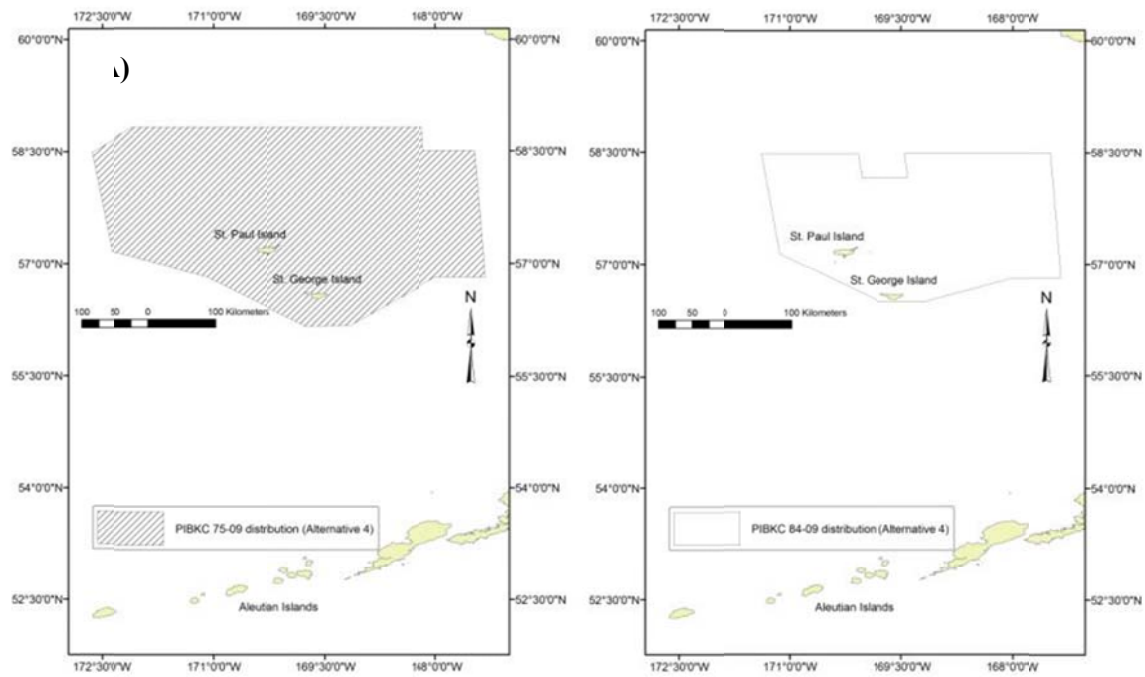 172°30'0"W 171°0'0"W 169°30'0"W 168°0'0"W
60°0'0"N 60°0'0"N
)
58°30'0"N 58°30'0"N
St. Paul Island
57°0'0"N 57°0'0"N
St. George Island
N
100 50 0 100 Kilometers
55°30'0"N 55°30'0"N
54°0'0"N 54°0'0"N
PIBKC 75-09 distrbution (Alternative 4)
52°30'0"N 52°30'0"N
Aleutian Islands
172°30'0"W 171°0'0"W 169°30'0"W 168°0'0"W
172°30'0"W 171°0'0"W 169°30'0"W 168°0'0"W
60°0'0"N 60°0'0"N
58°30'0"N 58°30'0"N
St. Paul Island
57°0'0"N 57°0'0"N
St. George Island
N
100 50 0 100 Kilometers
55°30'0"N 55°30'0"N
54°0'0"N 54°0'0"N
PIBKC 84-09 distribution (Alternative 4)
52°30'0"N 52°30'0"N
Aleutian Islands
172°30'0"W 171°0'0"W 169°30'0"W 168°0'0"W